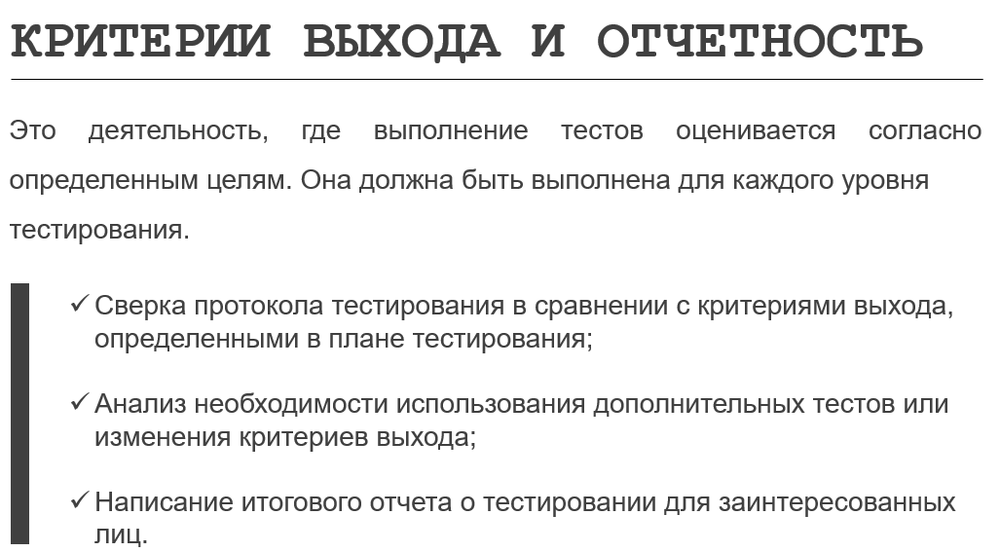 КРИТЕРИИ ВЫХОДА И ОТЧЕТНОСТЬ
Это деятельность, где выполнение тестов оценивается согласно
определенным целям. Она должна быть выполнена для каждого уровня
тестирования.
✓ Сверка протокола тестирования в сравнении с критериями выхода,
определенными в плане тестирования;
✓ Анализ необходимости использования дополнительных тестов или
изменения критериев выхода;
✓ Написание итогового отчета о тестировании для заинтересованных
лиц.